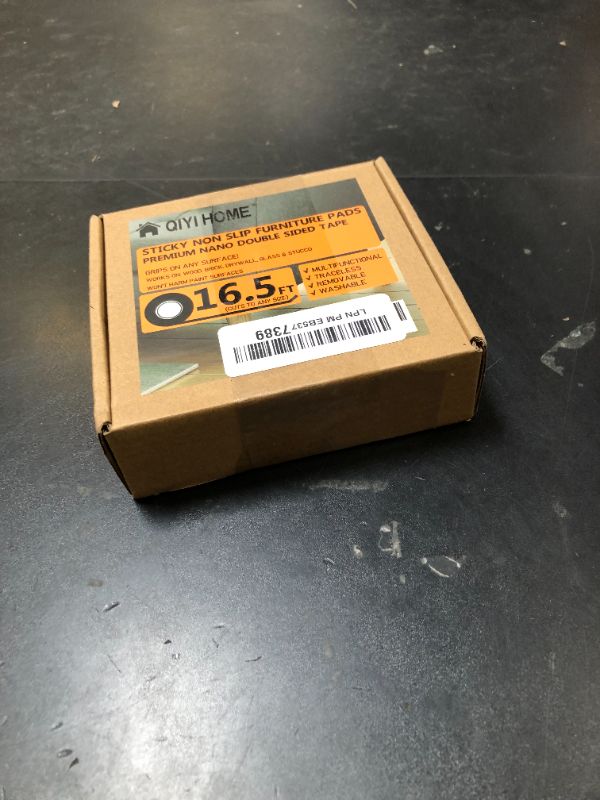 QIYI HOME
STICKY NON SLIP FURNITURE PADS
PREMIUM NANO DOUBLE SIDED TAPE
GRIPS ON ANY SURFACE!
WORKS ON WOOD BRICK, DRYWALL, GLASS & STUCCO
WON'T HARM PAINT SURFACES
16.5 FT
(CUTS TO ANY SIZE)
✓ MULTIFUNCTIONAL
✓ TRACELESS
✓ REMOVABLE
✓ WASHABLE
LPN PM EB5377389